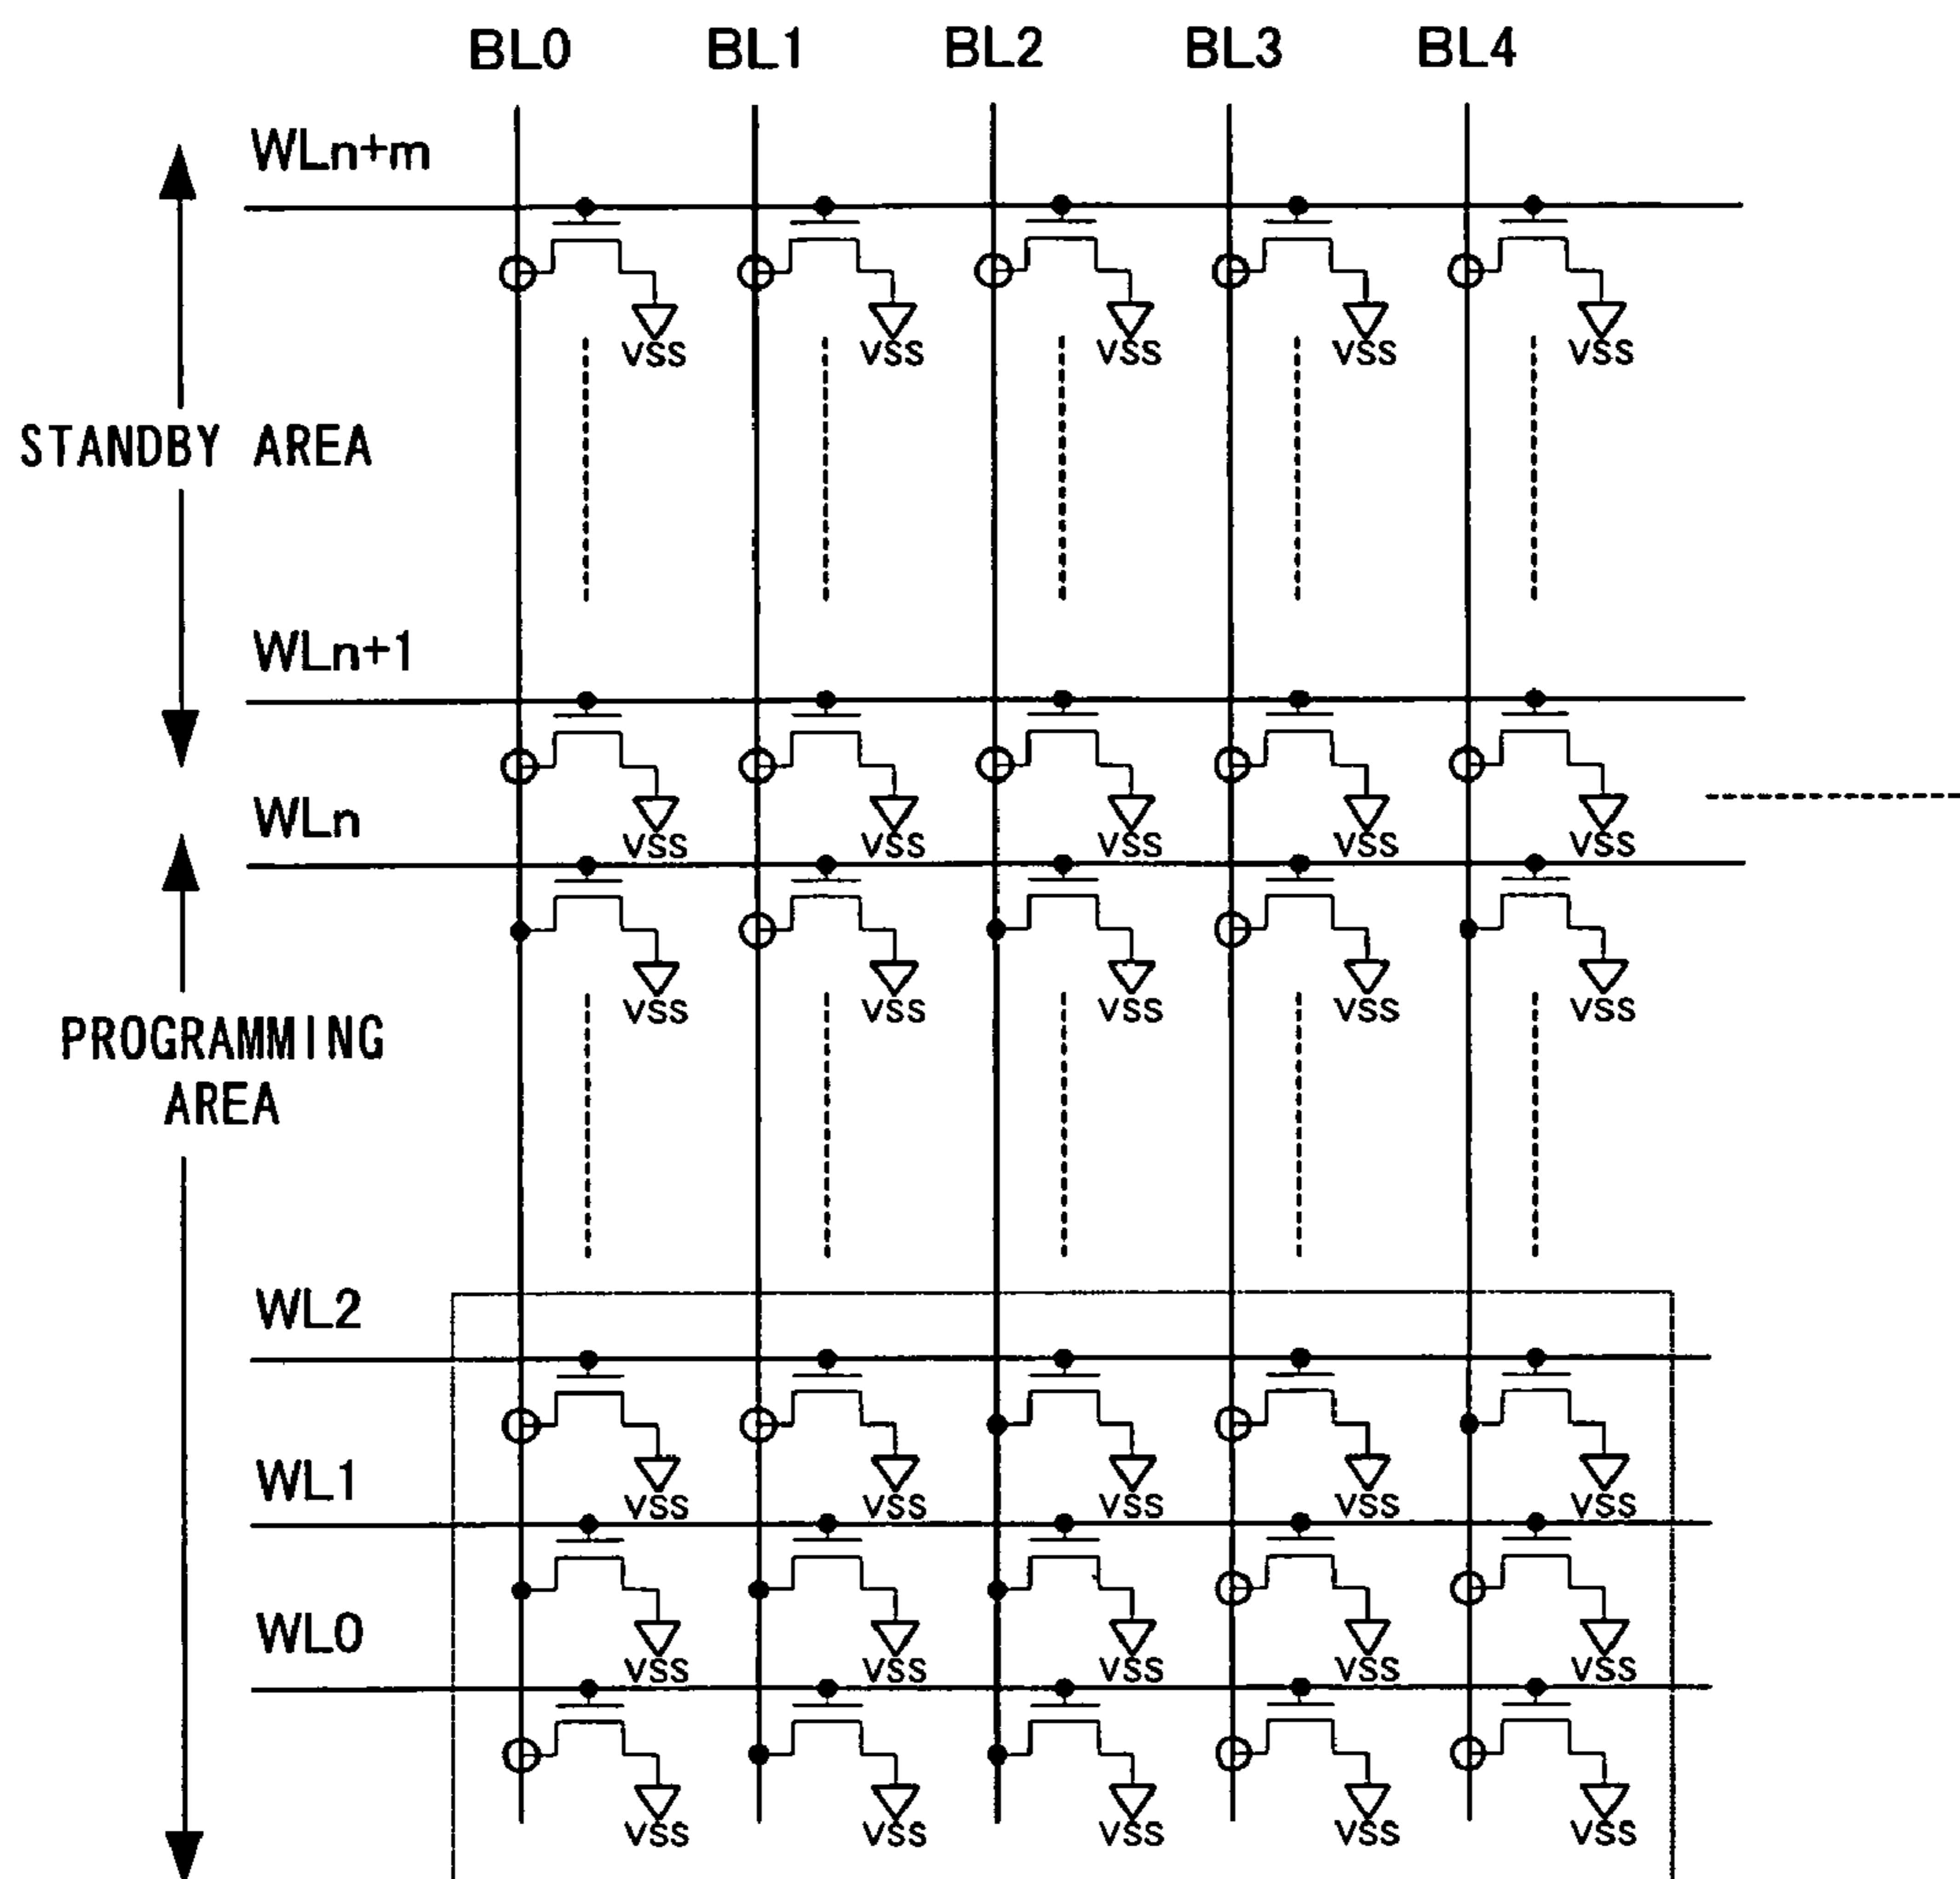 BL0 BL1 BL2 BL3 BL4
WLn+m
VSS VSS VSS VSS VSS
STANDBY AREA
WLn+1
VSS VSS VSS VSS VSS
WLn
VSS VSS VSS VSS VSS
PROGRAMMING
AREA
WL2
VSS VSS VSS VSS VSS
WL1
VSS VSS VSS VSS VSS
WL0
VSS VSS VSS VSS VSS